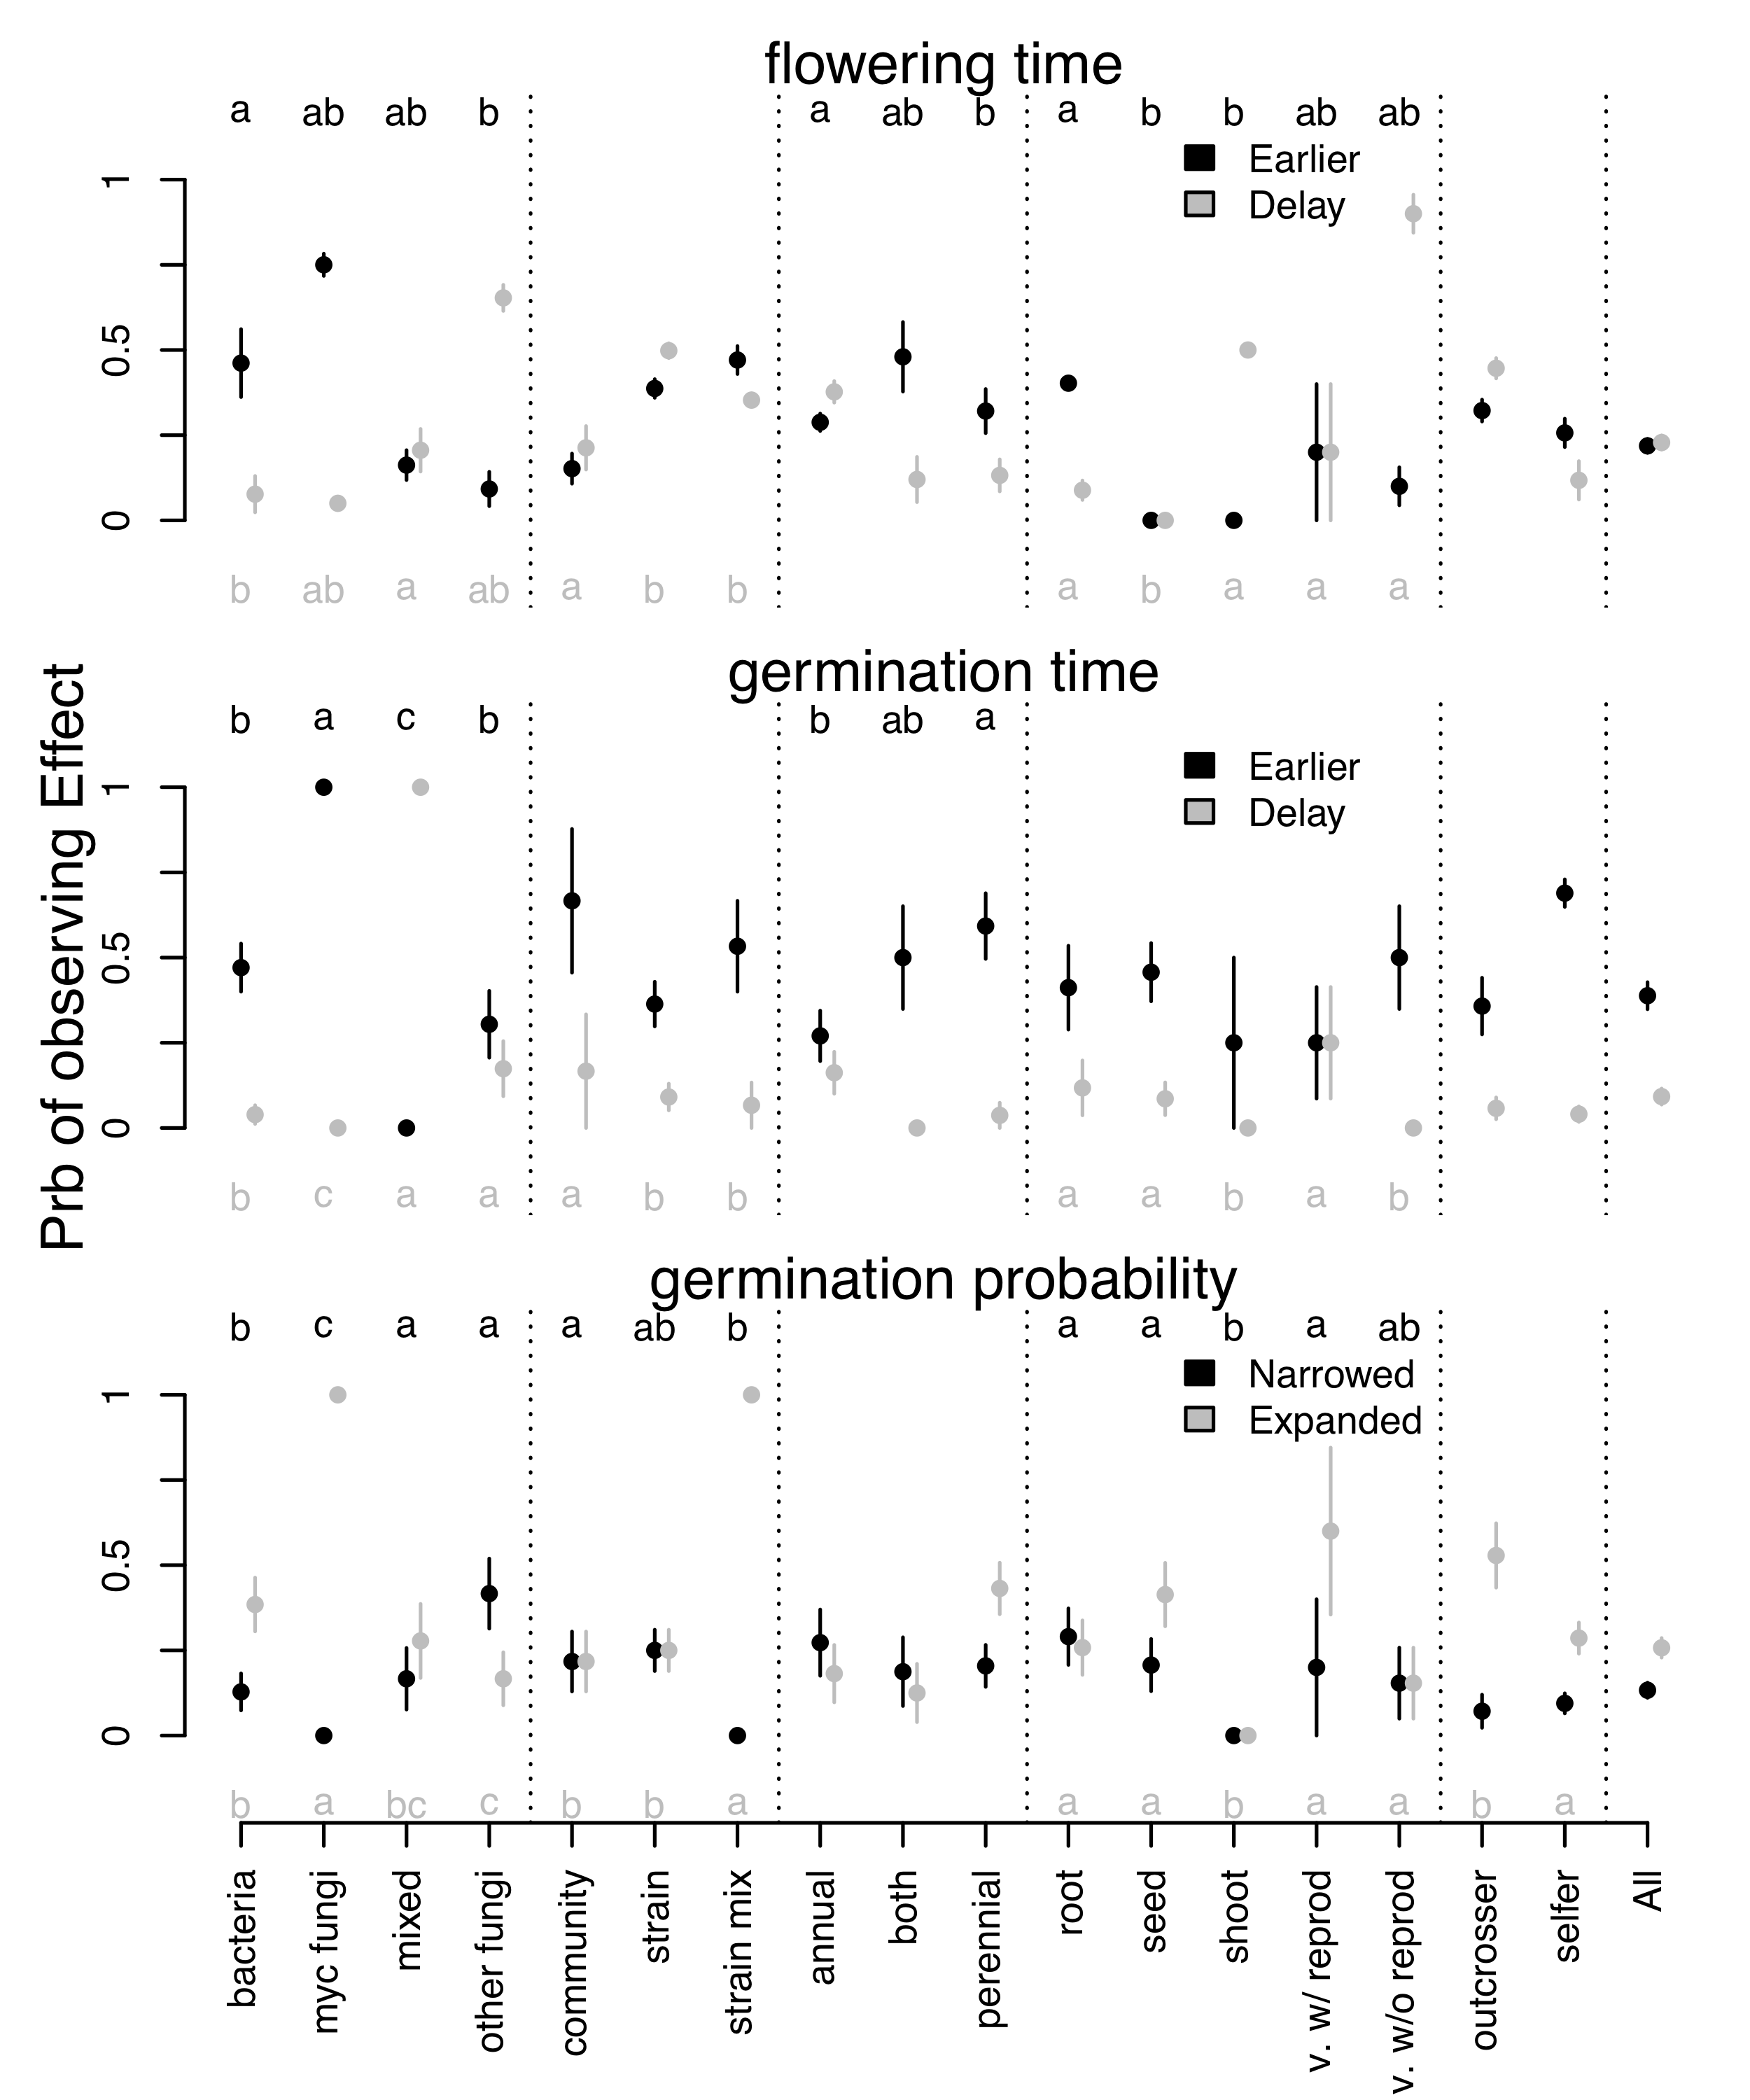 flowering time
a ab ab b a ab b a b b ab ab
Earlier
Delay
1
0.5
0
b ab a ab a b b a b a a a
germination time
b a c b b ab a
Earlier
Delay
1
0.5
0
b c a a a b b a a b a b
Prb of observing Effect
germination probability
b c a a a ab b a a b a ab
Narrowed
Expanded
1
0.5
0
b a bc c b b a a a b a a b a
bacteria
myc fungi
mixed
other fungi
community
strain
strain mix
annual
both
perennial
root
seed
shoot
v. w/ reprod
v. w/o reprod
outcrosser
selfer
All